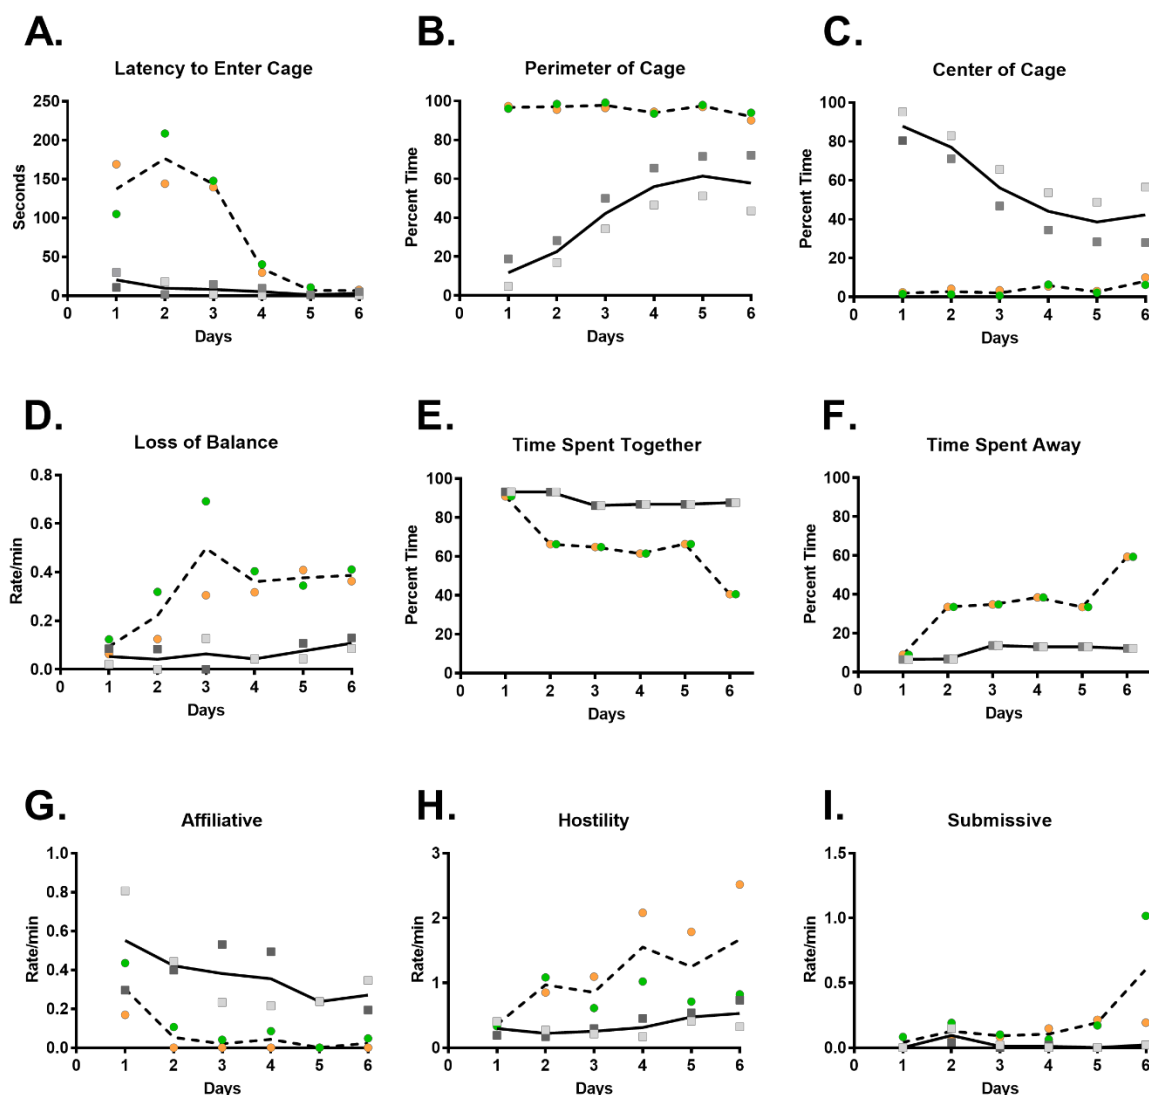 A.
Latency to Enter Cage
250
200
150
100
50
0
Seconds
0 1 2 3 4 5 6
Days
B.
Perimeter of Cage
100
80
60
40
20
0
Percent Time
0 1 2 3 4 5 6
Days
C.
Center of Cage
100
80
60
40
20
0
Percent Time
0 1 2 3 4 5 6
Days
D.
Loss of Balance
0.8
0.6
0.4
0.2
0.0
Rate/min
0 1 2 3 4 5 6
Days
E.
Time Spent Together
100
80
60
40
20
0
Percent Time
0 1 2 3 4 5 6
Days
F.
Time Spent Away
100
80
60
40
20
0
Percent Time
0 1 2 3 4 5 6
Days
G.
Affiliative
1.0
0.8
0.6
0.4
0.2
0.0
Rate/min
0 1 2 3 4 5 6
Days
H.
Hostility
3
2
1
0
Rate/min
0 1 2 3 4 5 6
Days
I.
Submissive
1.5
1.0
0.5
0.0
Rate/min
0 1 2 3 4 5 6
Days